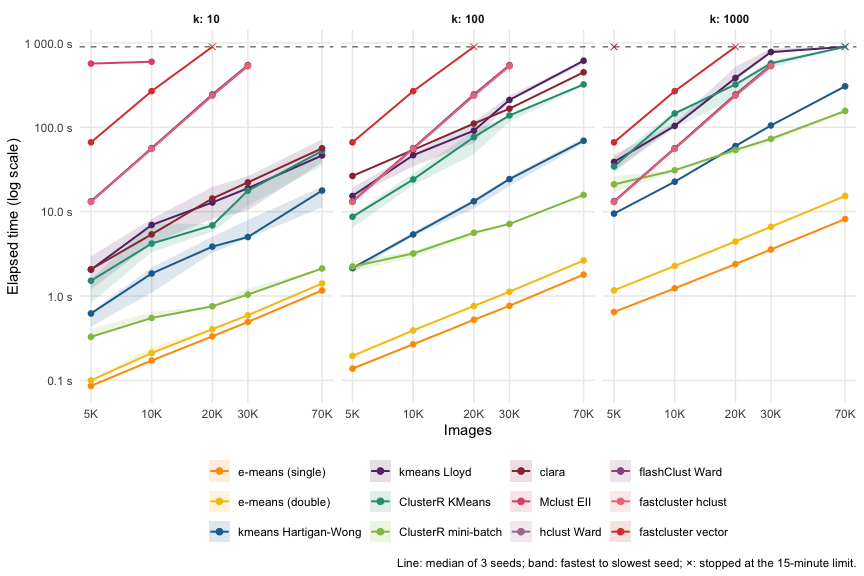 k: 10
k: 100
k: 1000
Elapsed time (log scale)
1 000.0 s
100.0 s
10.0 s
1.0 s
0.1 s
5K 10K 20K 30K 70K
5K 10K 20K 30K 70K
5K 10K 20K 30K 70K
Images
e-means (single)
kmeans Lloyd
clara
flashClust Ward
e-means (double)
ClusterR KMeans
Mclust EII
fastcluster hclust
kmeans Hartigan-Wong
ClusterR mini-batch
hclust Ward
fastcluster vector
Line: median of 3 seeds; band: fastest to slowest seed; ×: stopped at the 15-minute limit.